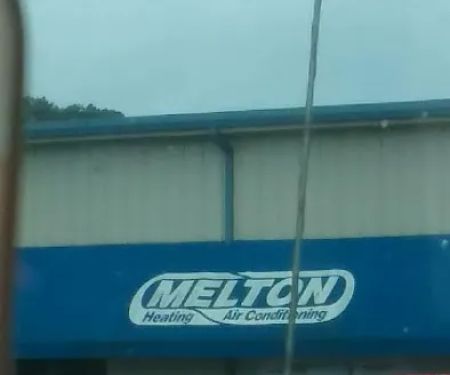 MELTON
Heating Air Conditioning